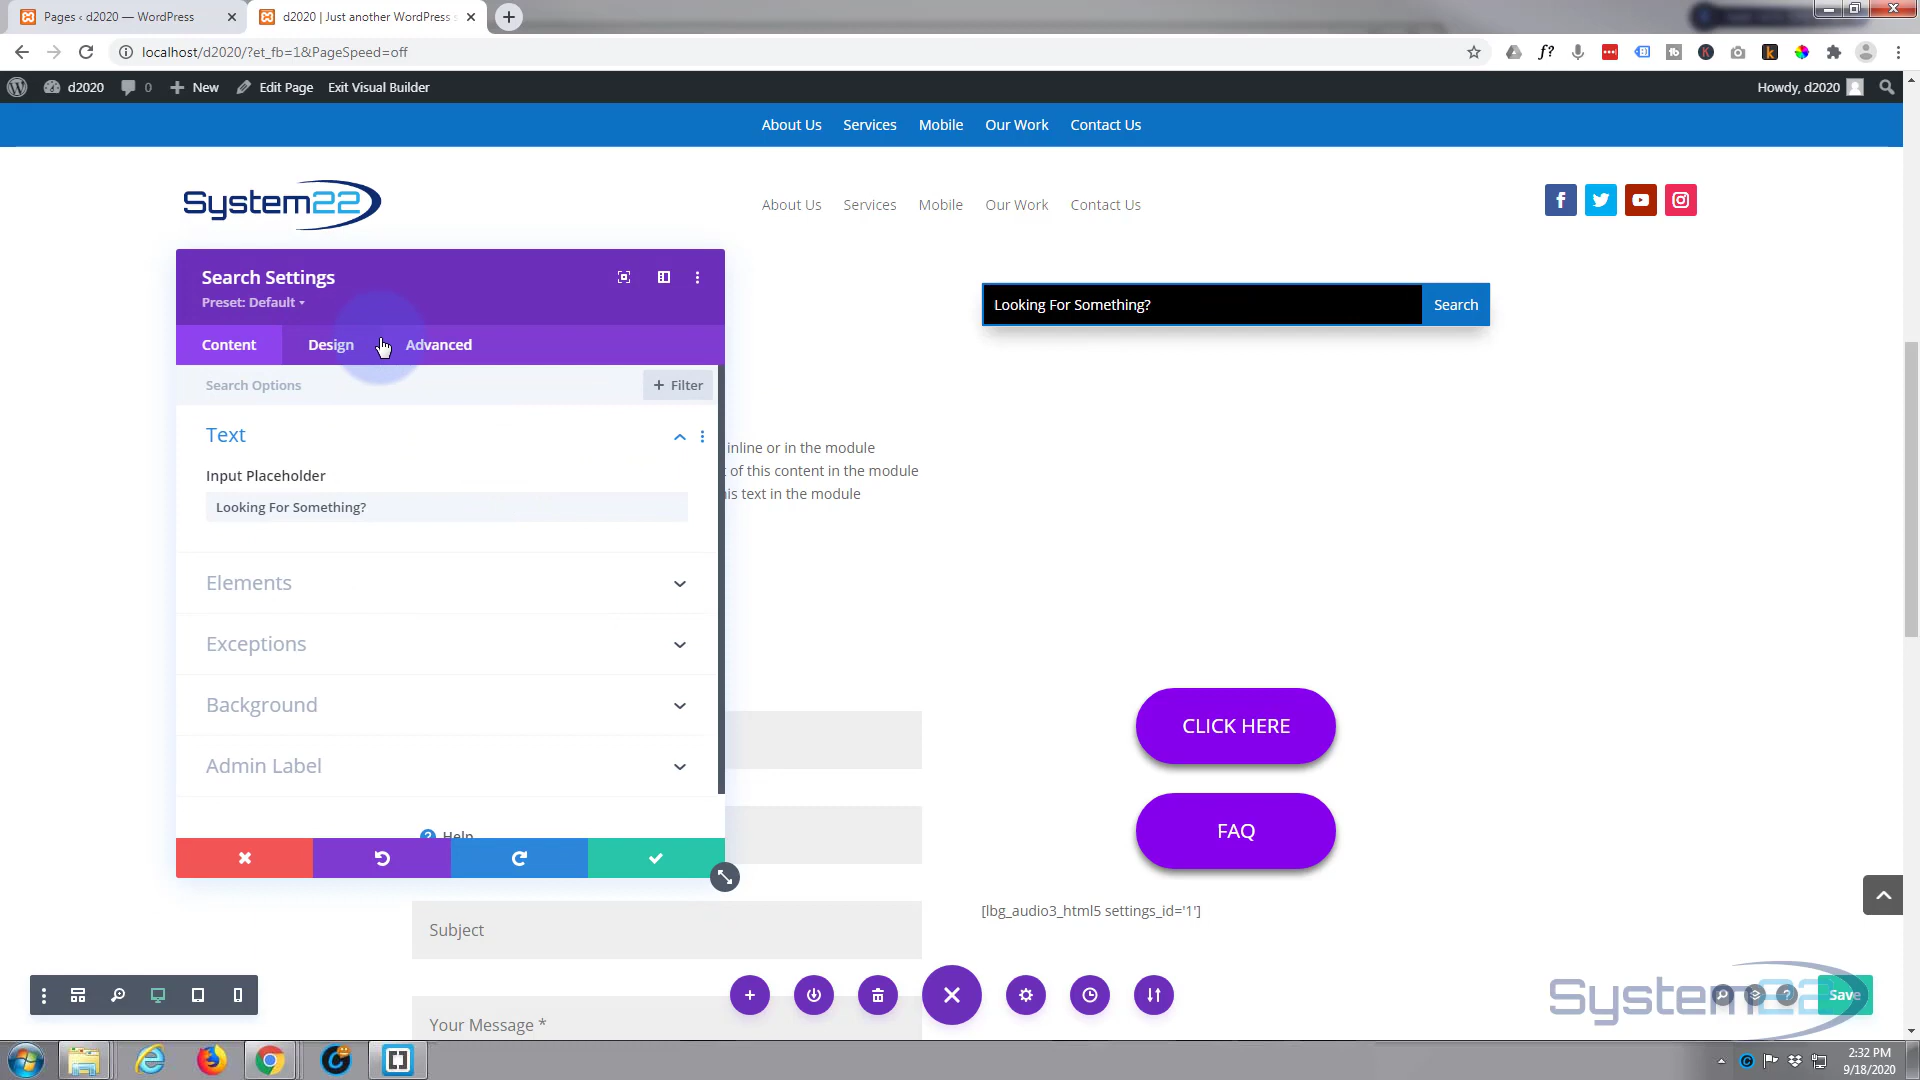 Pages ‹ d2020 — WordPress
d2020 | Just another WordPress s
localhost/d2020/?et_fb=1&PageSpeed=off
d2020
0
New
Edit Page
Exit Visual Builder
Howdy, d2020
About Us Services Mobile Our Work Contact Us
System22
About Us Services Mobile Our Work Contact Us
Search Settings
Preset: Default
Content Design Advanced
Search Options
Filter
Text
Input Placeholder
Looking For Something?
Elements
Exceptions
Background
Admin Label
Help
Looking For Something?
Search
inline or in the module
of this content in the module
is text in the module
CLICK HERE
FAQ
[lbg_audio3_html5 settings_id='1']
Subject
Your Message *
System22
Save
2:32 PM
9/18/2020